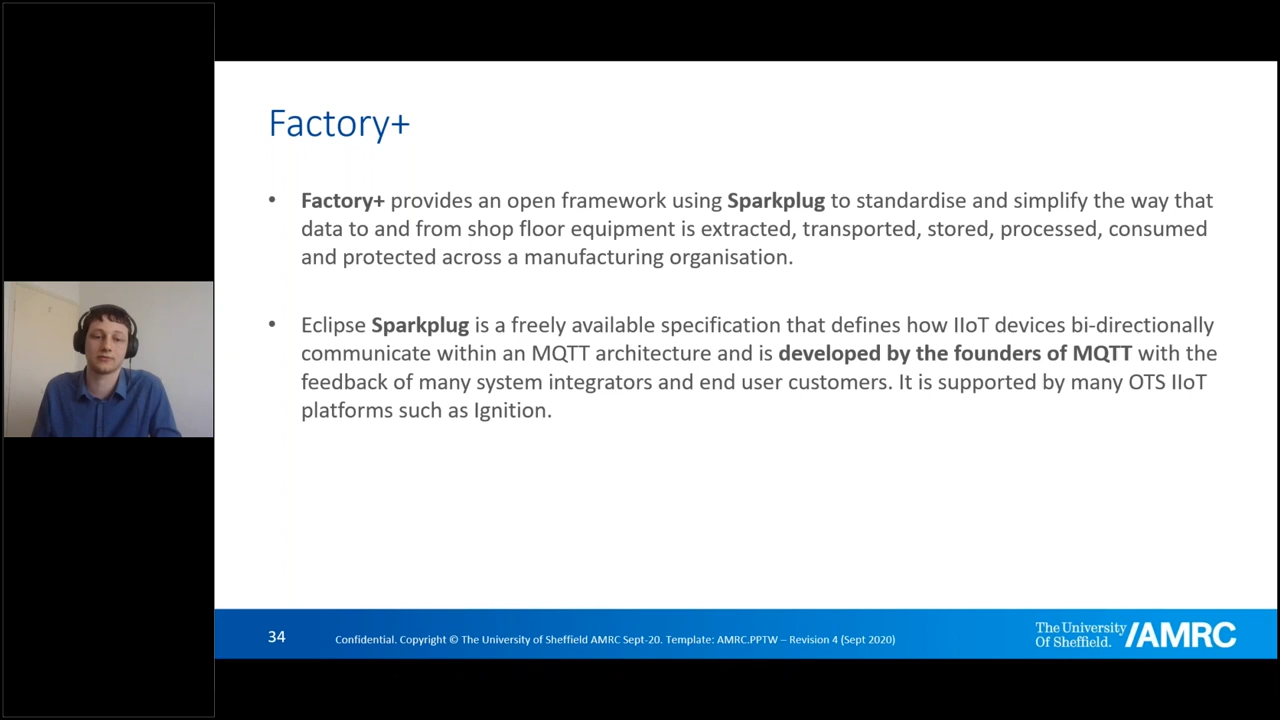 Factory+
• Factory+ provides an open framework using Sparkplug to standardise and simplify the way that
data to and from shop floor equipment is extracted, transported, stored, processed, consumed
and protected across a manufacturing organisation.
• Eclipse Sparkplug is a freely available specification that defines how IIoT devices bi-directionally
communicate within an MQTT architecture and is developed by the founders of MQTT with the
feedback of many system integrators and end user customers. It is supported by many OTS IIoT
platforms such as Ignition.
34
Confidential. Copyright © The University of Sheffield AMRC Sept-20. Template: AMRC.PPTW – Revision 4 (Sept 2020)
The University
Of Sheffield.
AMRC